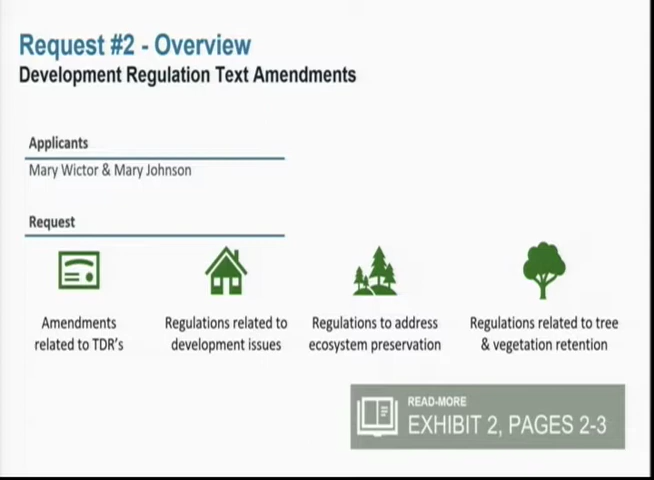 Request #2 - Overview
Development Regulation Text Amendments
Applicants
Mary Wictor & Mary Johnson
Request
Amendments
related to TDR's
Regulations related to
development issues
Regulations to address
ecosystem preservation
Regulations related to tree
& vegetation retention
READ-MORE
EXHIBIT 2, PAGES 2-3